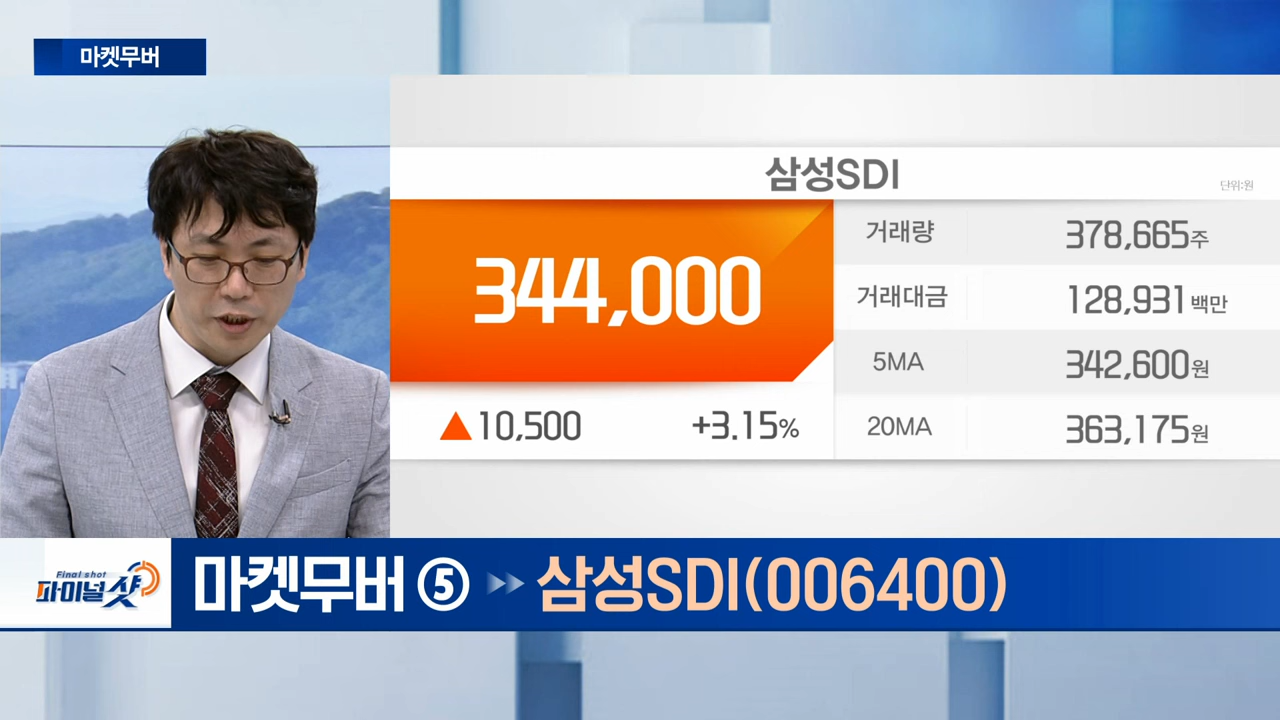 마켓무버
삼성SDI
단위:원
344,000
▲10,500 +3.15%
거래량 378,665주
거래대금 128,931백만
5MA 342,600원
20MA 363,175원
Final shot
파이널샷
마켓무버 ⑤ 삼성SDI(006400)